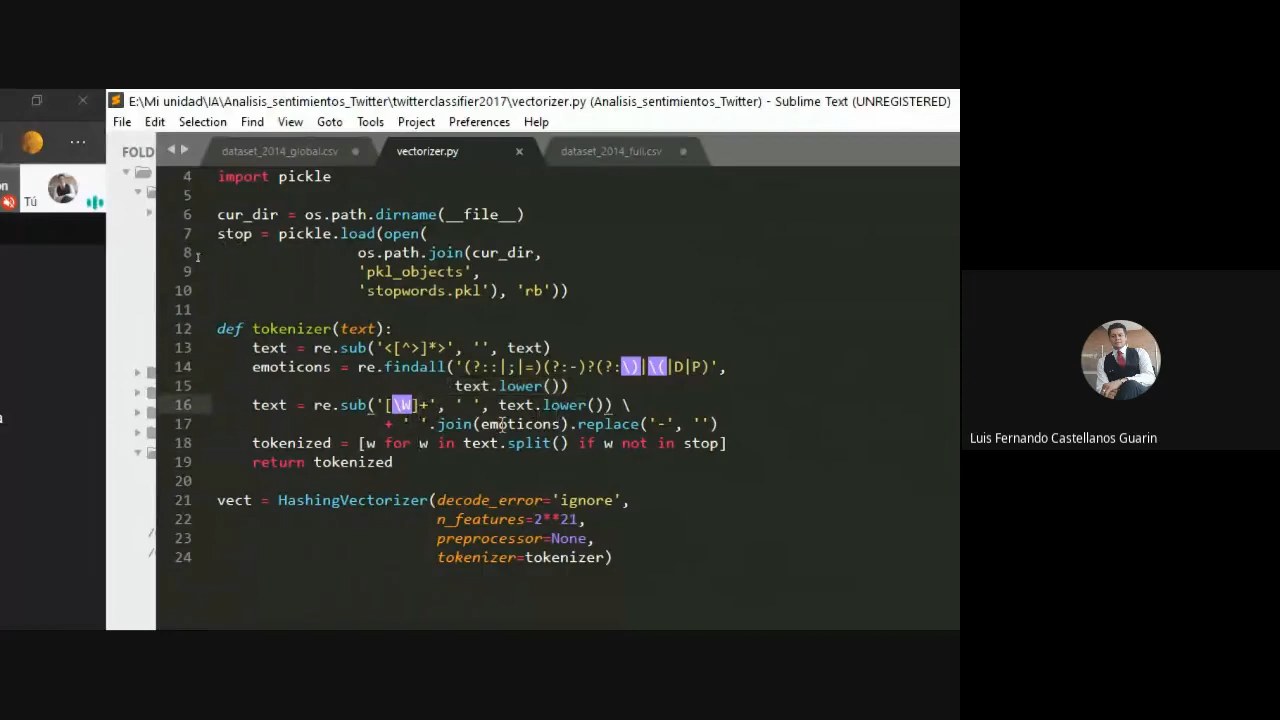 E:\Mi unidad\IA\Analisis_sentimientos_Twitter\twitterclassifier2017\vectorizer.py (Analisis_sentimientos_Twitter) - Sublime Text (UNREGISTERED)
File Edit Selection Find View Goto Tools Project Preferences Help
FOLD
dataset_2014_global.csv vectorizer.py dataset_2014_full.csv
Tú
4 import pickle
5
6 cur_dir = os.path.dirname(__file__)
7 stop = pickle.load(open(
8 os.path.join(cur_dir,
9 'pkl_objects',
10 'stopwords.pkl'), 'rb'))
11
12 def tokenizer(text):
13 text = re.sub('<[^>]*>', '', text)
14 emoticons = re.findall('(?::|;|=)(?:-)?(?:\)|\(|D|P)',
15 text.lower())
16 text = re.sub('[\W]+', ' ', text.lower()) \
17 + ' '.join(emoticons).replace('-', '')
18 tokenized = [w for w in text.split() if w not in stop]
19 return tokenized
20
21 vect = HashingVectorizer(decode_error='ignore',
22 n_features=2**21,
23 preprocessor=None,
24 tokenizer=tokenizer)
Luis Fernando Castellanos Guarin